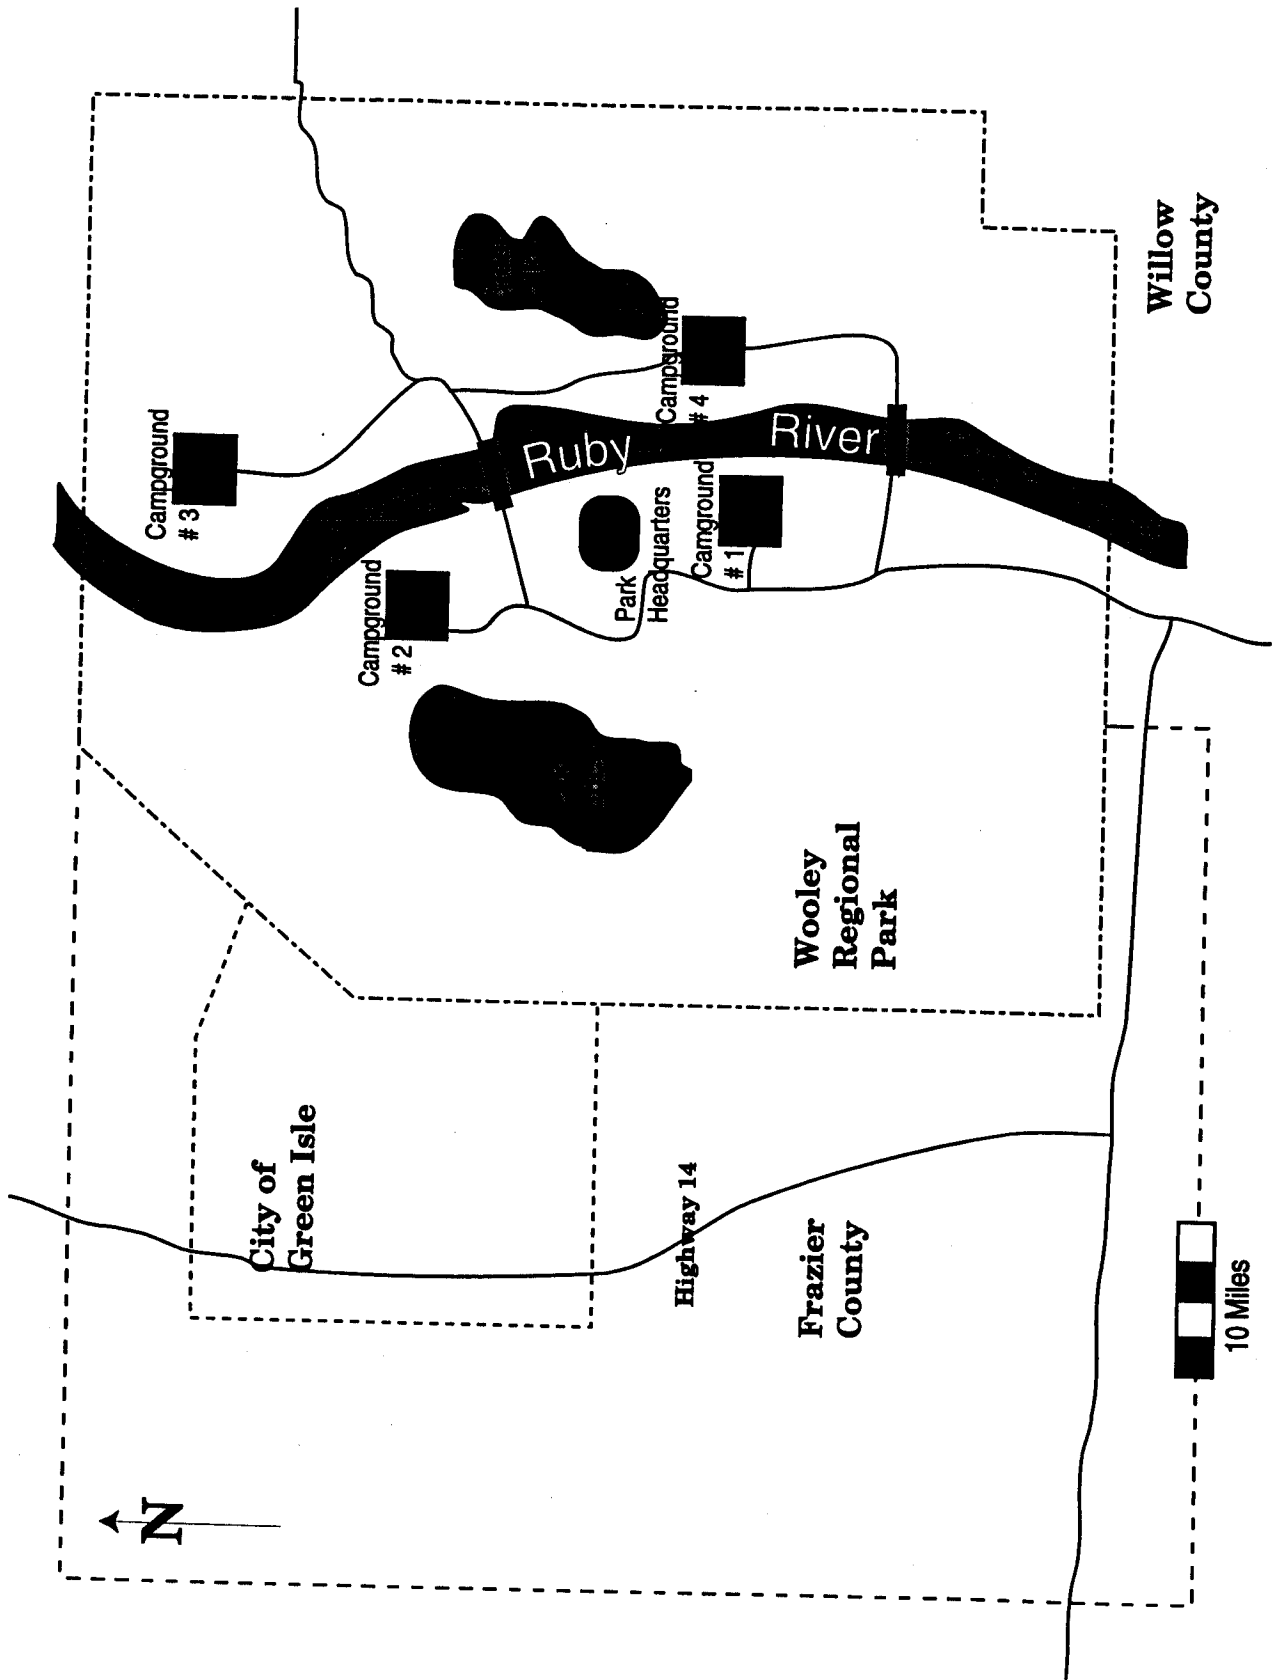 Campground
# 3
Campground
# 2
Ruby River
Park
Headquarters
Camground
# 1
Campground
# 4
City of
Green Isle
Highway 14
Frazier
County
Wooley
Regional
Park
Willow
County
N
10 Miles